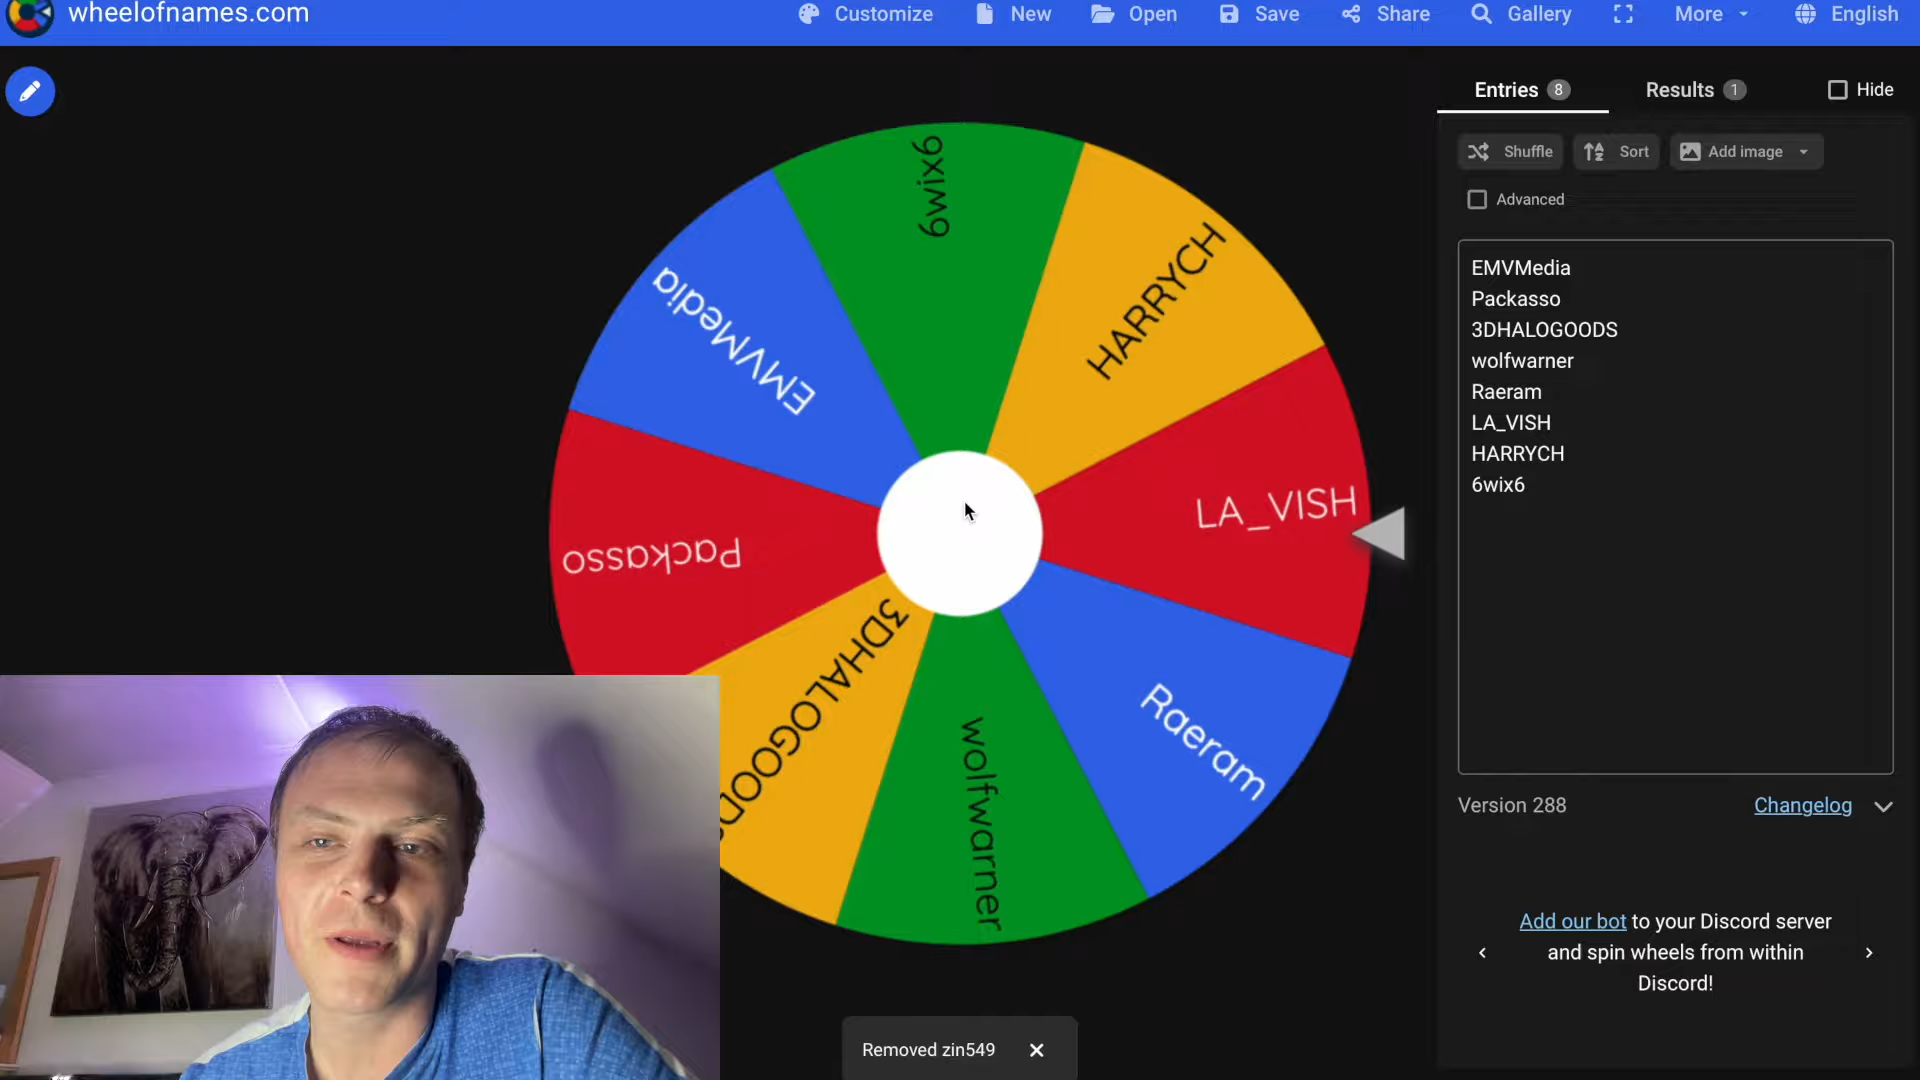 wheelofnames.com
Customize
New
Open
Save
Share
Gallery
More
English
Entries 8
Results 1
Hide
Shuffle
Sort
Add image
Advanced
EMVMedia
Packasso
3DHALOGOODS
wolfwarner
Raeram
LA_VISH
HARRYCH
6wix6
6wix6
HARRYCH
LA_VISH
Raeram
wolfwarner
3DHALOGOODS
Packasso
EMVMedia
Version 288
Changelog
Add our bot to your Discord server
and spin wheels from within
Discord!
Removed zin549